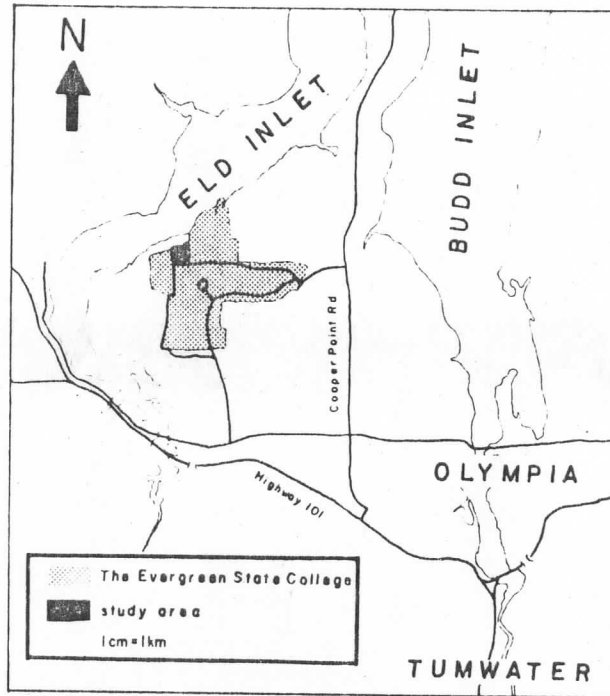 N
ELD INLET
BUDD INLET
Cooper Point Rd
OLYMPIA
Highway 101
The Evergreen State College
study area
1cm=1km
TUMWATER